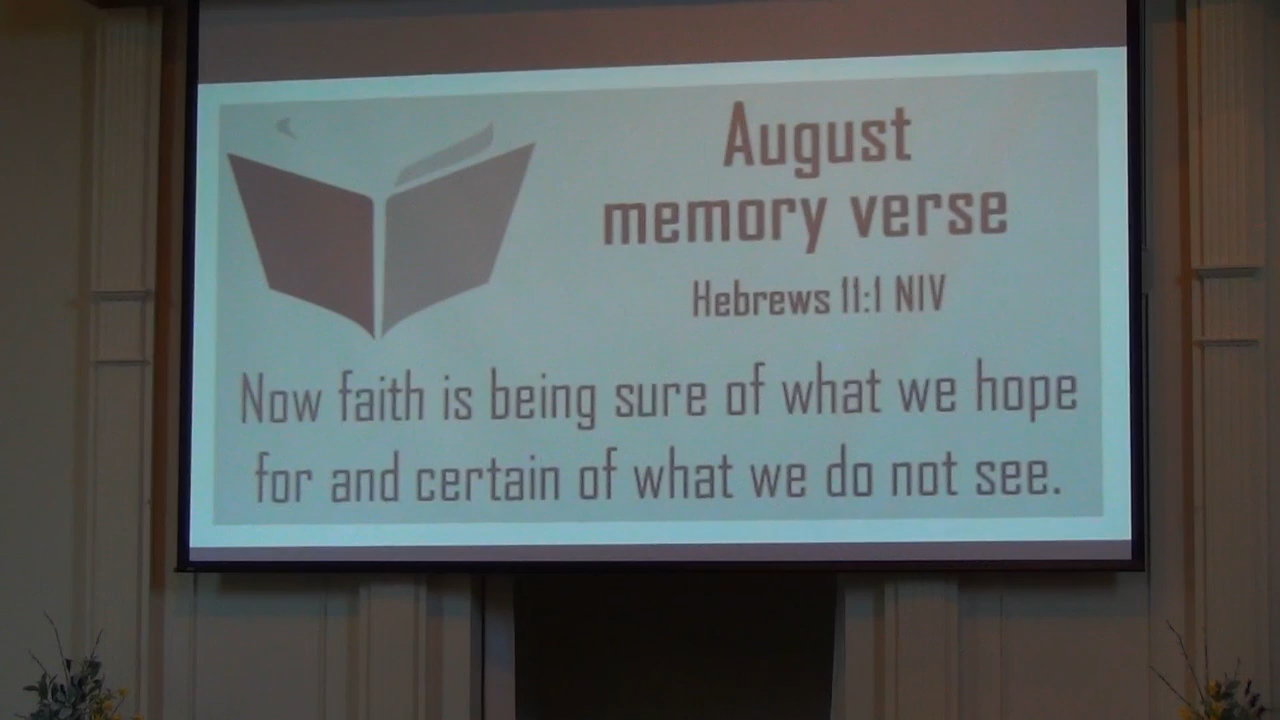 August
memory verse
Hebrews 11:1 NIV
Now faith is being sure of what we hope
for and certain of what we do not see.